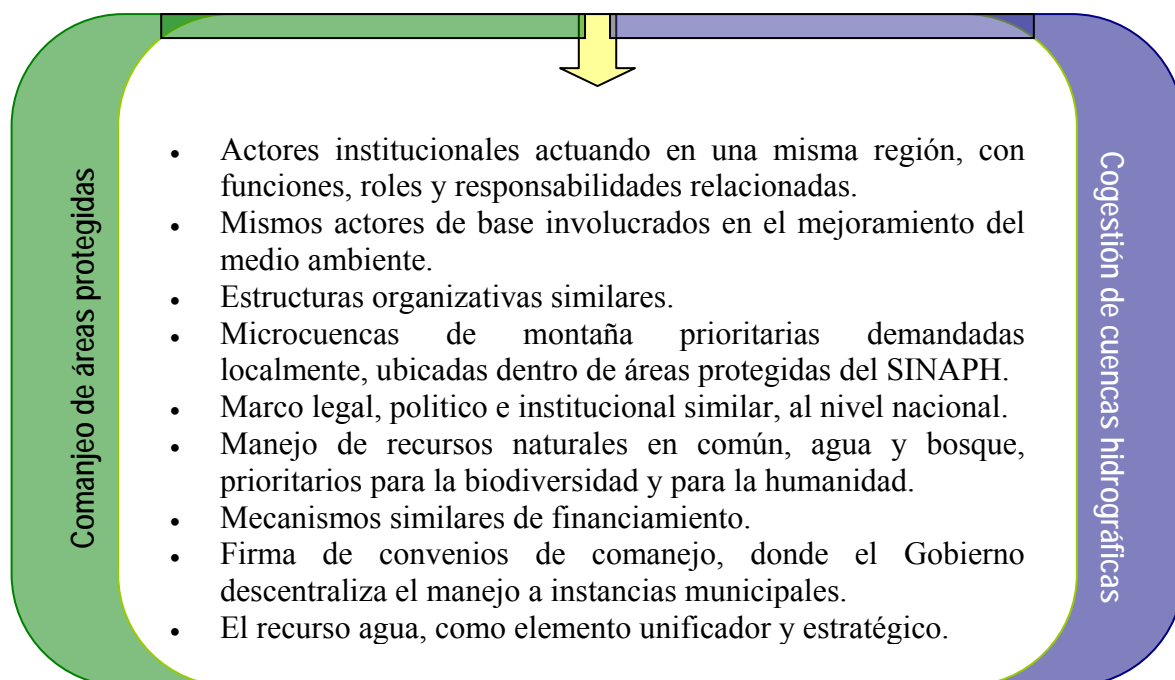 Comanjeo de áreas protegidas
• Actores institucionales actuando en una misma región, con
funciones, roles y responsabilidades relacionadas.
• Mismos actores de base involucrados en el mejoramiento del
medio ambiente.
• Estructuras organizativas similares.
• Microcuencas de montaña prioritarias demandadas
localmente, ubicadas dentro de áreas protegidas del SINAPH.
• Marco legal, politico e institucional similar, al nivel nacional.
• Manejo de recursos naturales en común, agua y bosque,
prioritarios para la biodiversidad y para la humanidad.
• Mecanismos similares de financiamiento.
• Firma de convenios de comanejo, donde el Gobierno
descentraliza el manejo a instancias municipales.
• El recurso agua, como elemento unificador y estratégico.
Cogestión de cuencas hidrográficas